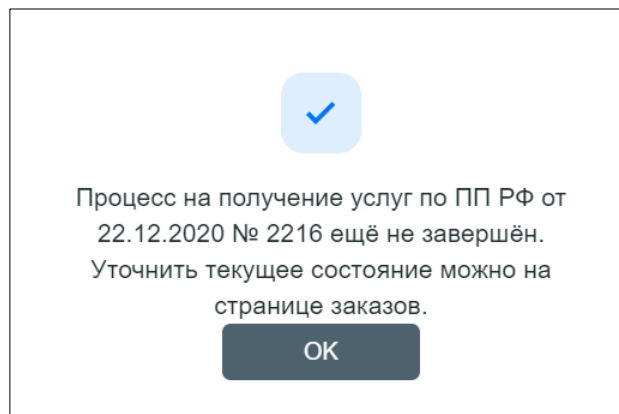 Процесс на получение услуг по ПП РФ от
22.12.2020 № 2216 ещё не завершён.
Уточнить текущее состояние можно на
странице заказов.
OK